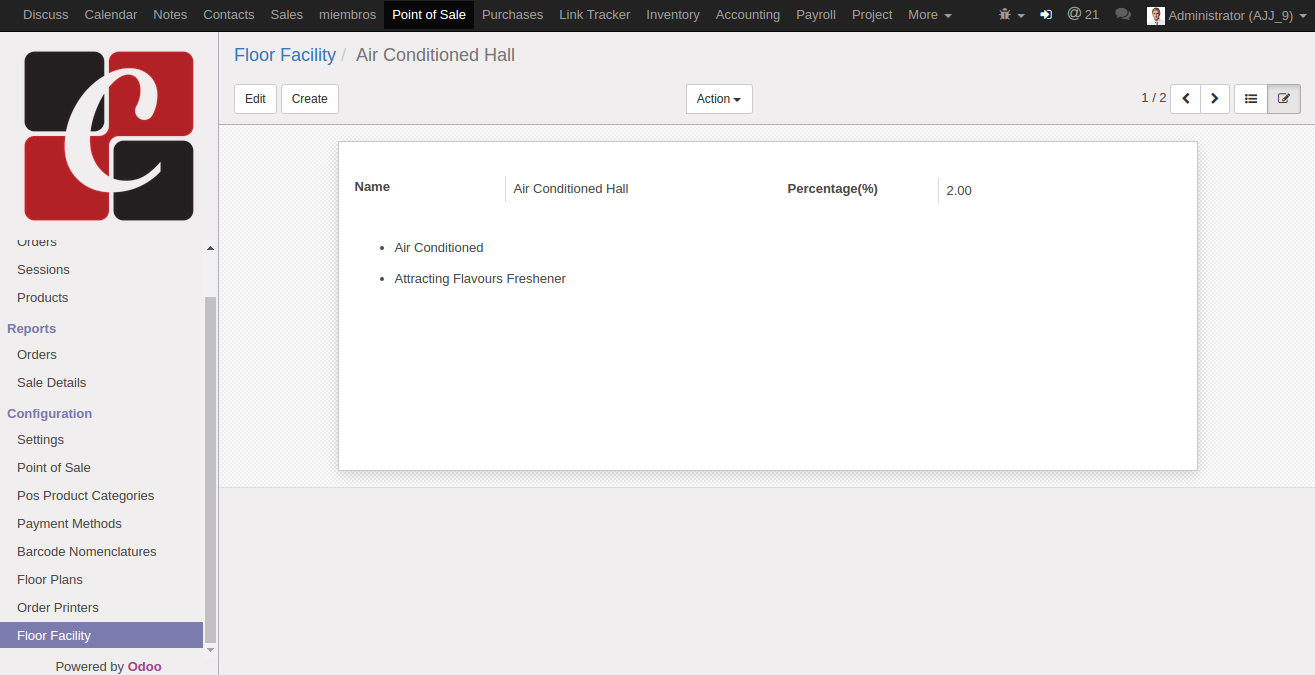 Discuss Calendar Notes Contacts Sales miembros Point of Sale Purchases Link Tracker Inventory Accounting Payroll Project More @ 21 Administrator (AJJ_9)
C
Floor Facility / Air Conditioned Hall
Edit Create Action 1 / 2
Name Air Conditioned Hall Percentage(%) 2.00
• Air Conditioned
• Attracting Flavours Freshener
Orders
Sessions
Products
Reports
Orders
Sale Details
Configuration
Settings
Point of Sale
Pos Product Categories
Payment Methods
Barcode Nomenclatures
Floor Plans
Order Printers
Floor Facility
Powered by Odoo